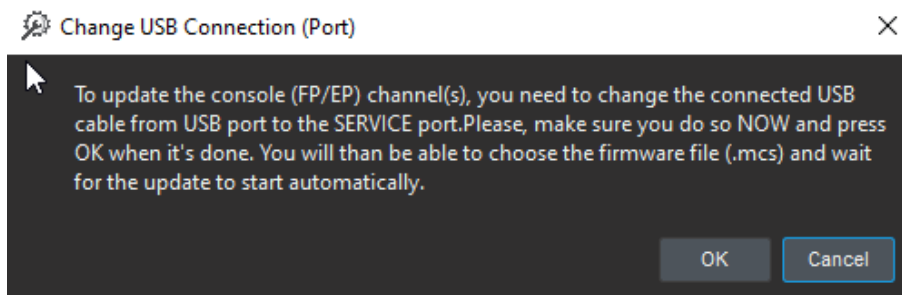 Change USB Connection (Port)
To update the console (FP/EP) channel(s), you need to change the connected USB
cable from USB port to the SERVICE port.Please, make sure you do so NOW and press
OK when it's done. You will than be able to choose the firmware file (.mcs) and wait
for the update to start automatically.
OK
Cancel